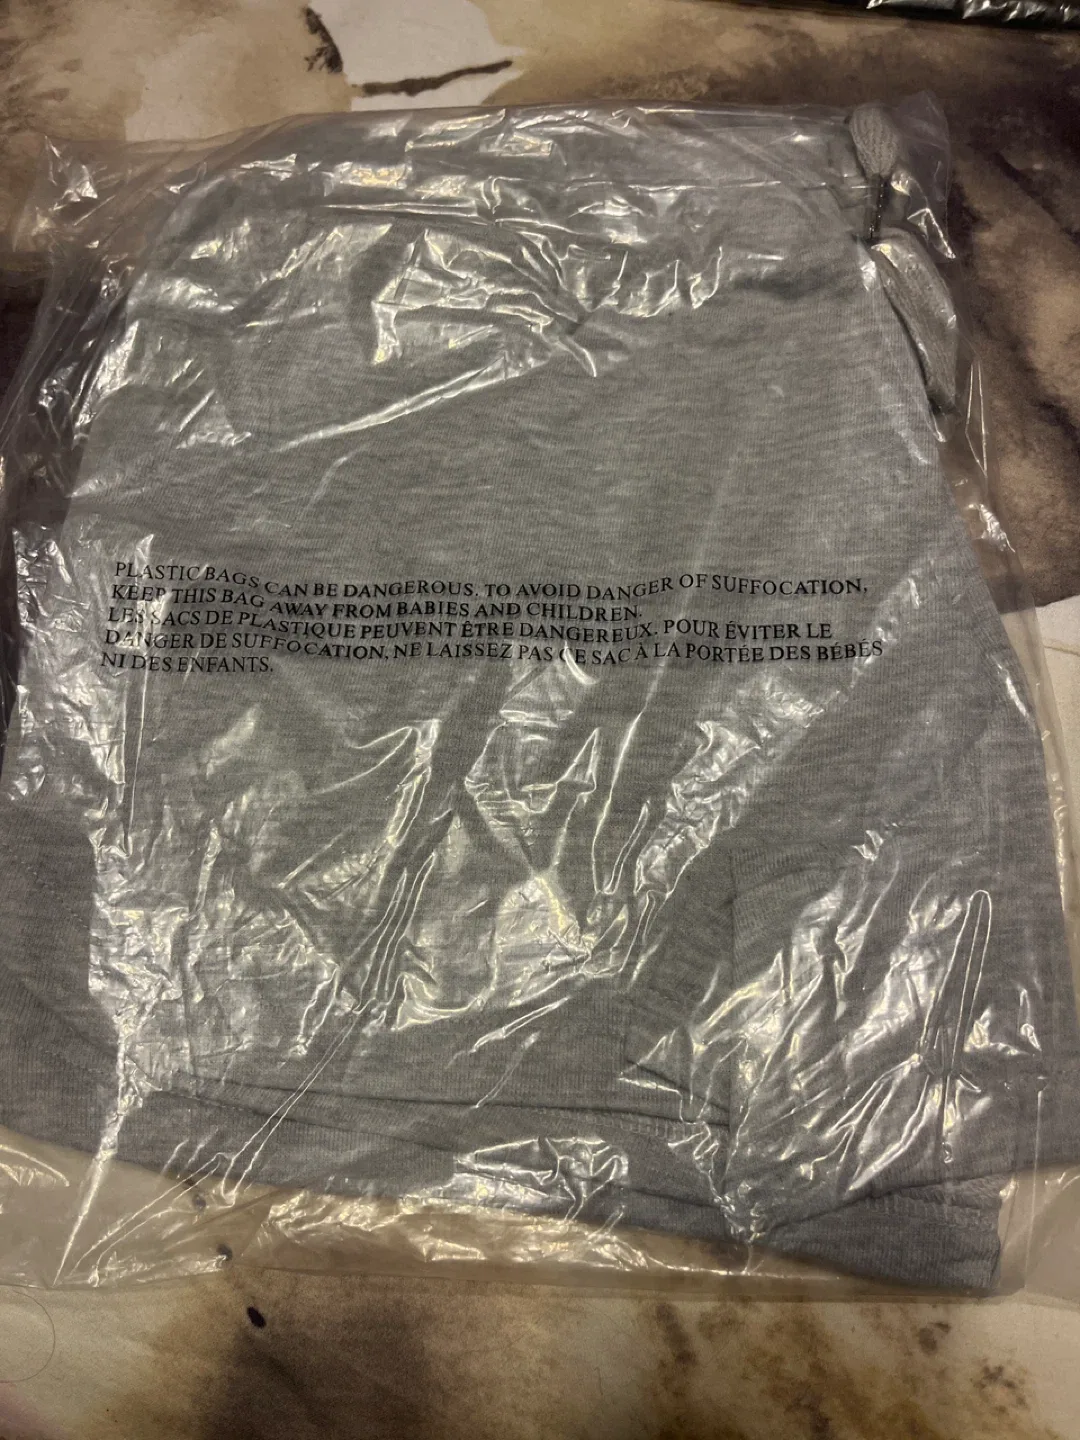 PLASTIC BAGS CAN BE DANGEROUS. TO AVOID DANGER OF SUFFOCATION,
KEEP THIS BAG AWAY FROM BABIES AND CHILDREN.
LES SACS DE PLASTIQUE PEUVENT ÊTRE DANGEREUX. POUR ÉVITER LE
DANGER DE SUFFOCATION, NE LAISSEZ PAS CE SAC À LA PORTÉE DES BÉBÉS
NI DES ENFANTS.